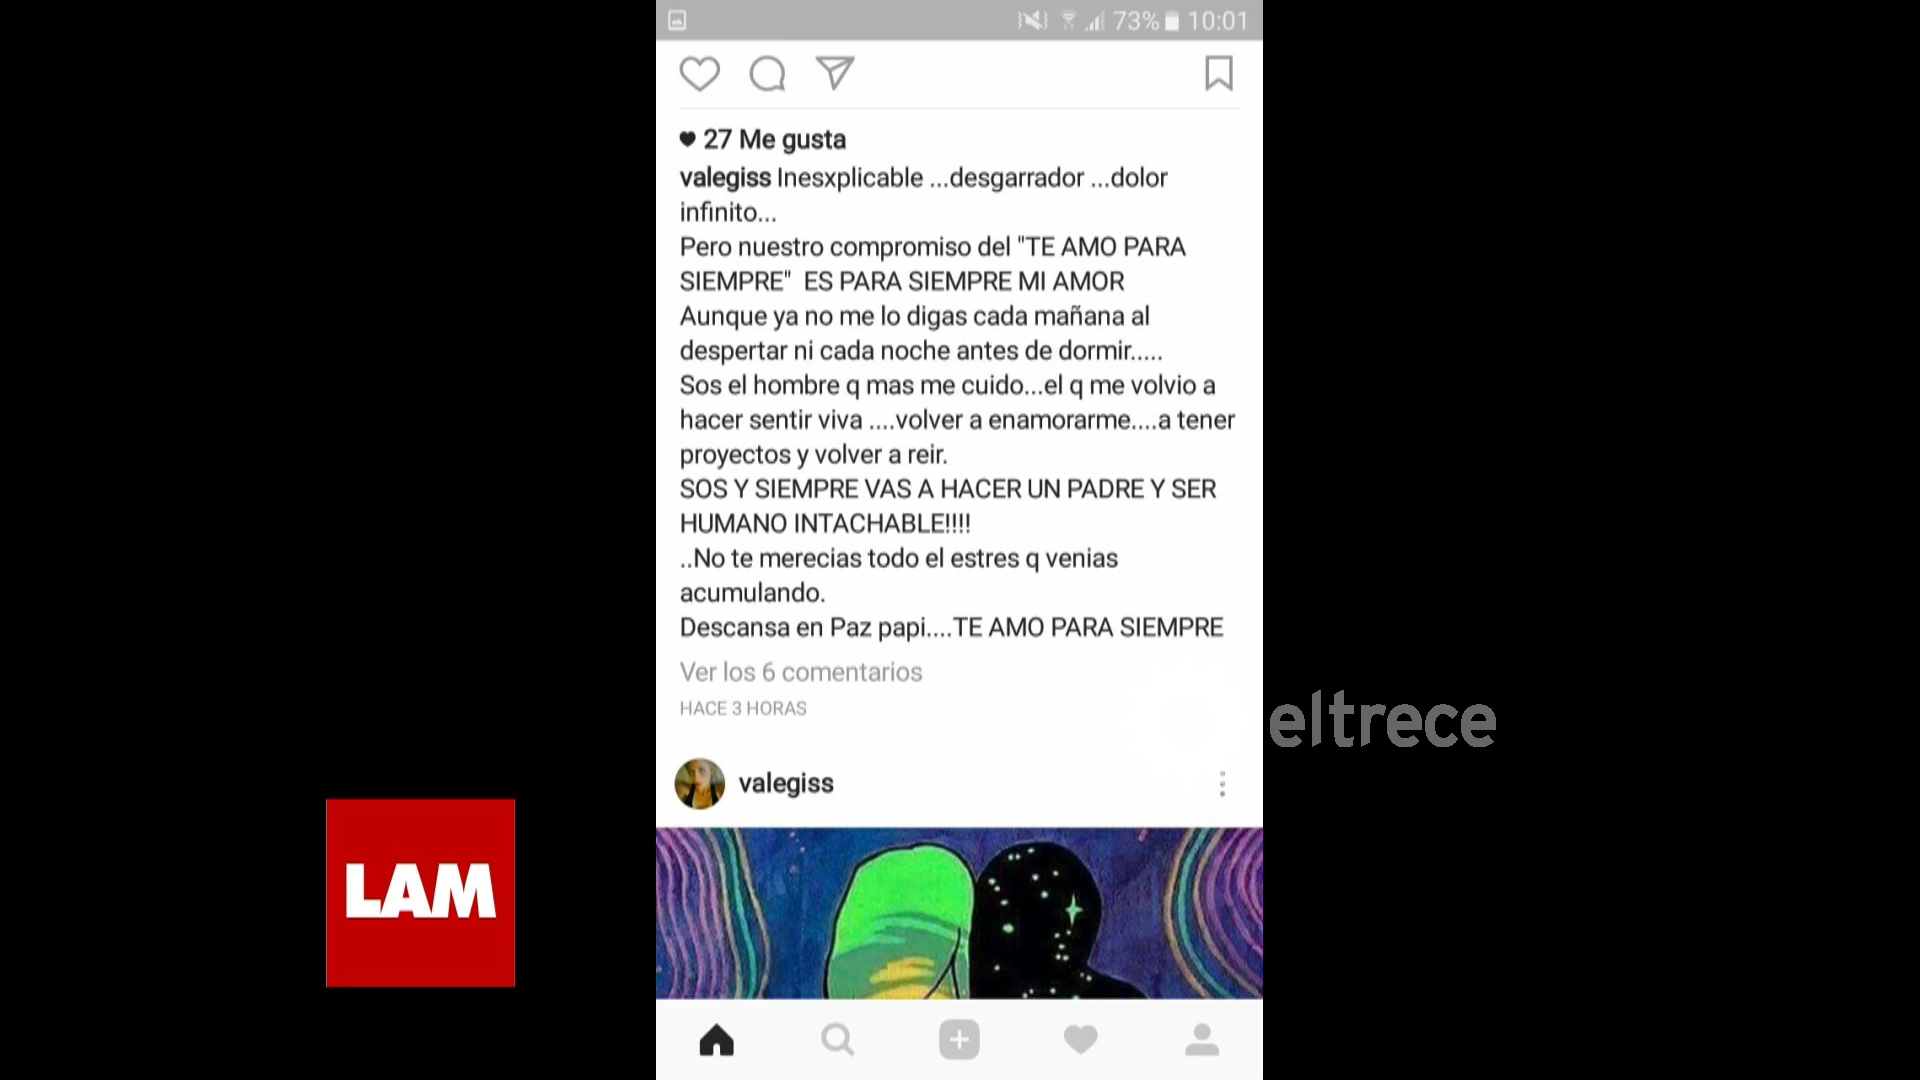 73% 10:01
27 Me gusta
valegiss Inesxplicable ...desgarrador ...dolor
infinito...
Pero nuestro compromiso del "TE AMO PARA
SIEMPRE"  ES PARA SIEMPRE MI AMOR
Aunque ya no me lo digas cada mañana al
despertar ni cada noche antes de dormir.....
Sos el hombre q mas me cuido...el q me volvio a
hacer sentir viva ....volver a enamorarme....a tener
proyectos y volver a reir.
SOS Y SIEMPRE VAS A HACER UN PADRE Y SER
HUMANO INTACHABLE!!!!
..No te merecias todo el estres q venias
acumulando.
Descansa en Paz papi....TE AMO PARA SIEMPRE
Ver los 6 comentarios
HACE 3 HORAS
eltrece
valegiss
LAM